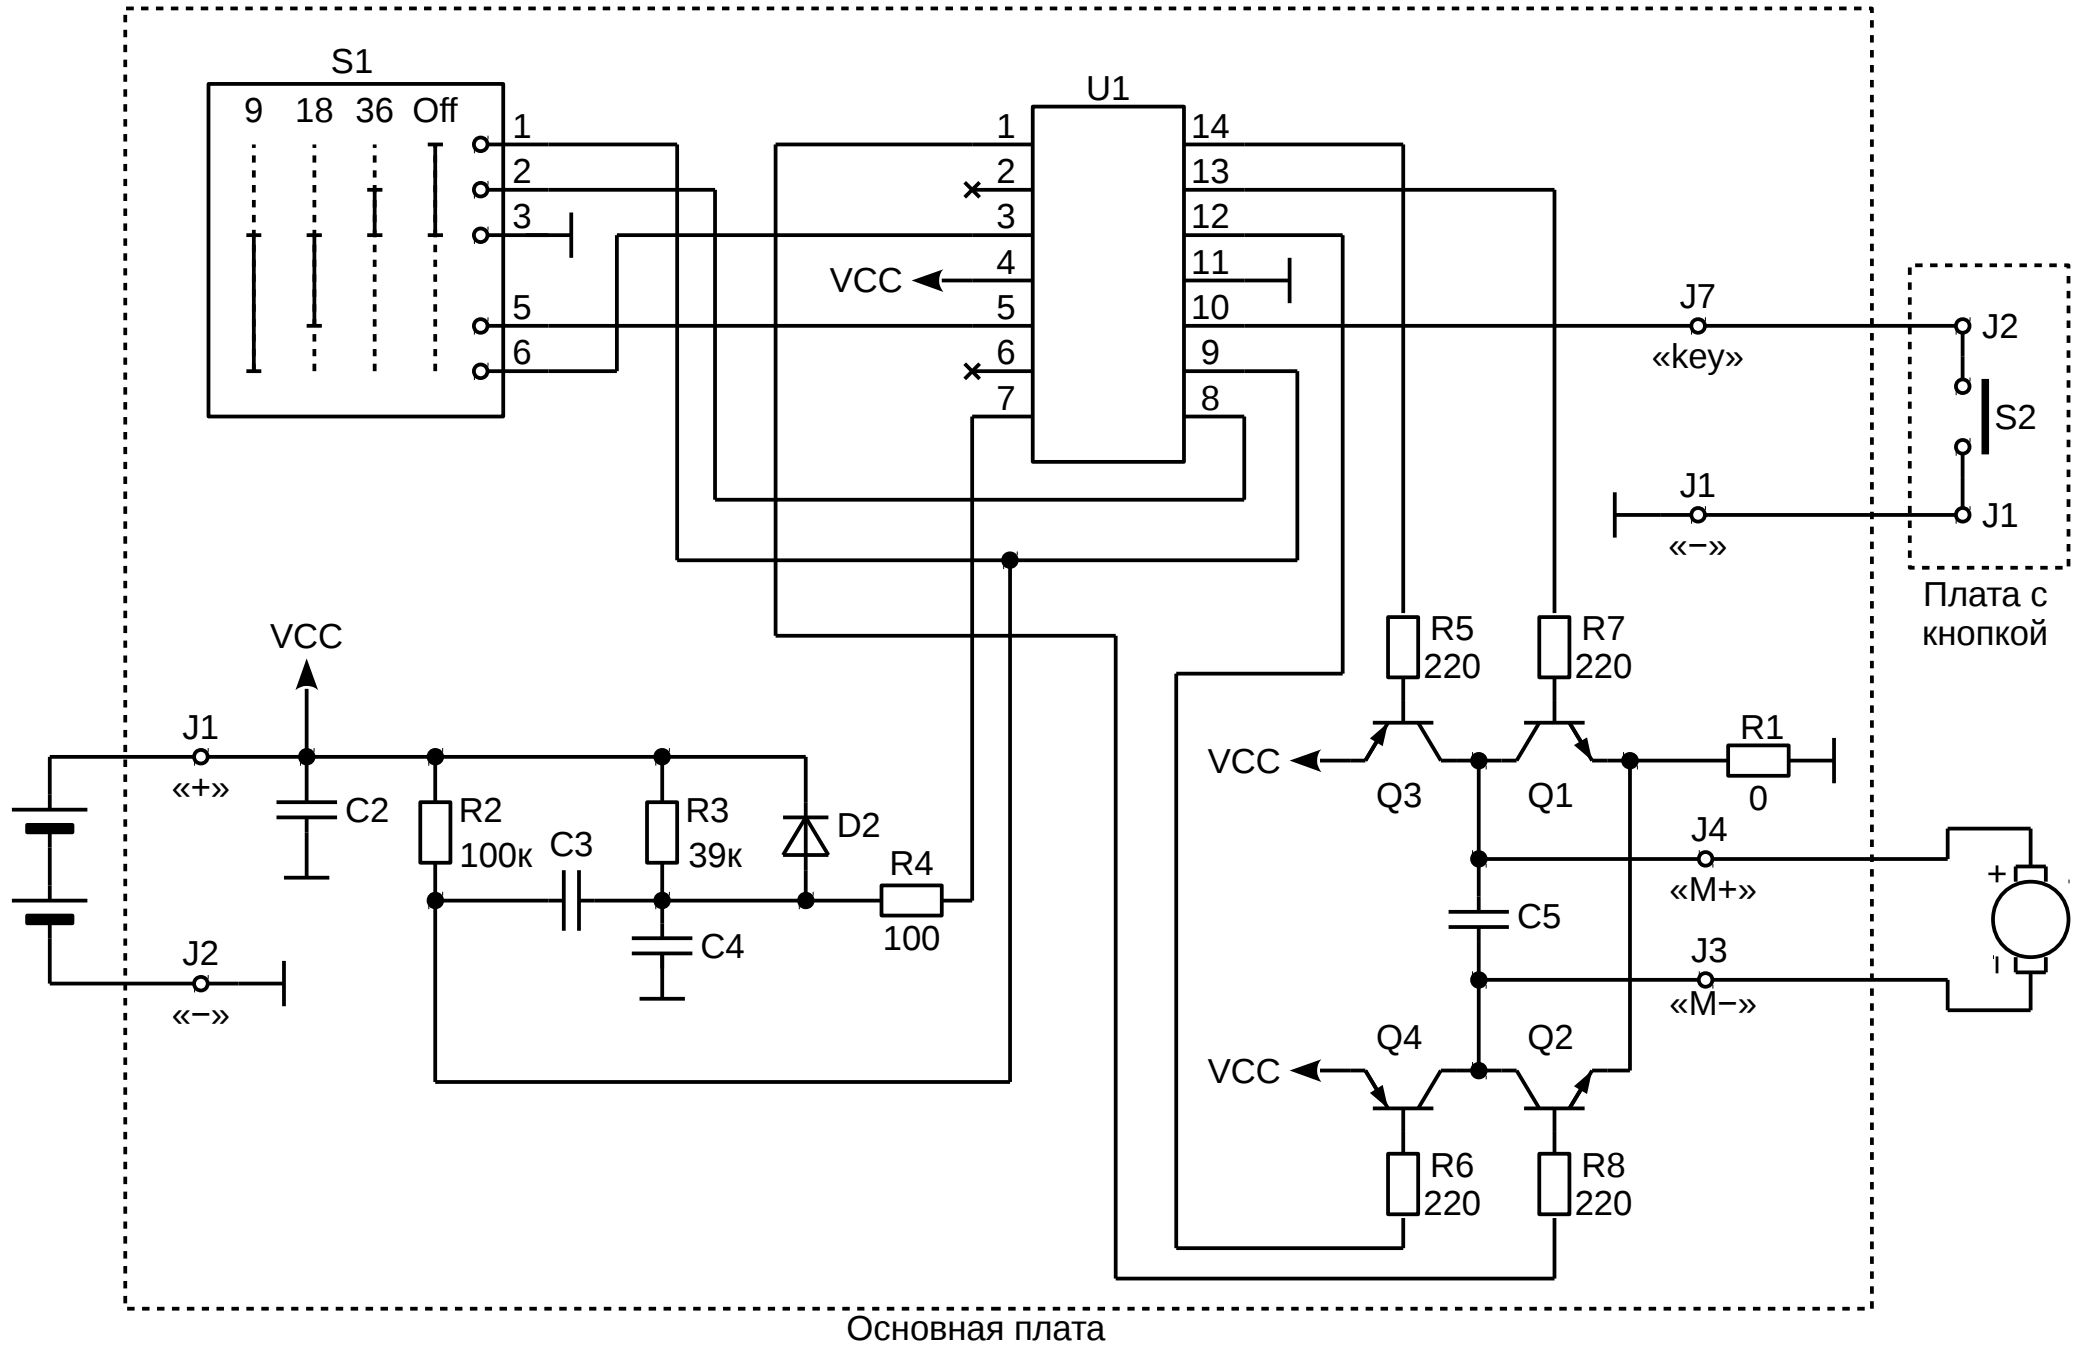 S1
9 18 36 Off
1
2
3
5
6
U1
1
2
3
VCC 4
5
6
7
14
13
12
11
10
9
8
J7
«key»
J1
«−»
J2
S2
J1
Плата с
кнопкой
VCC
J1
«+»
J2
«−»
C2
R2
100к
C3
R3
39к
C4
D2
R4
100
R5
220
R7
220
VCC
Q3
Q1
R1
0
J4
«M+»
C5
J3
«M−»
+
−
VCC
Q4
Q2
R6
220
R8
220
Основная плата